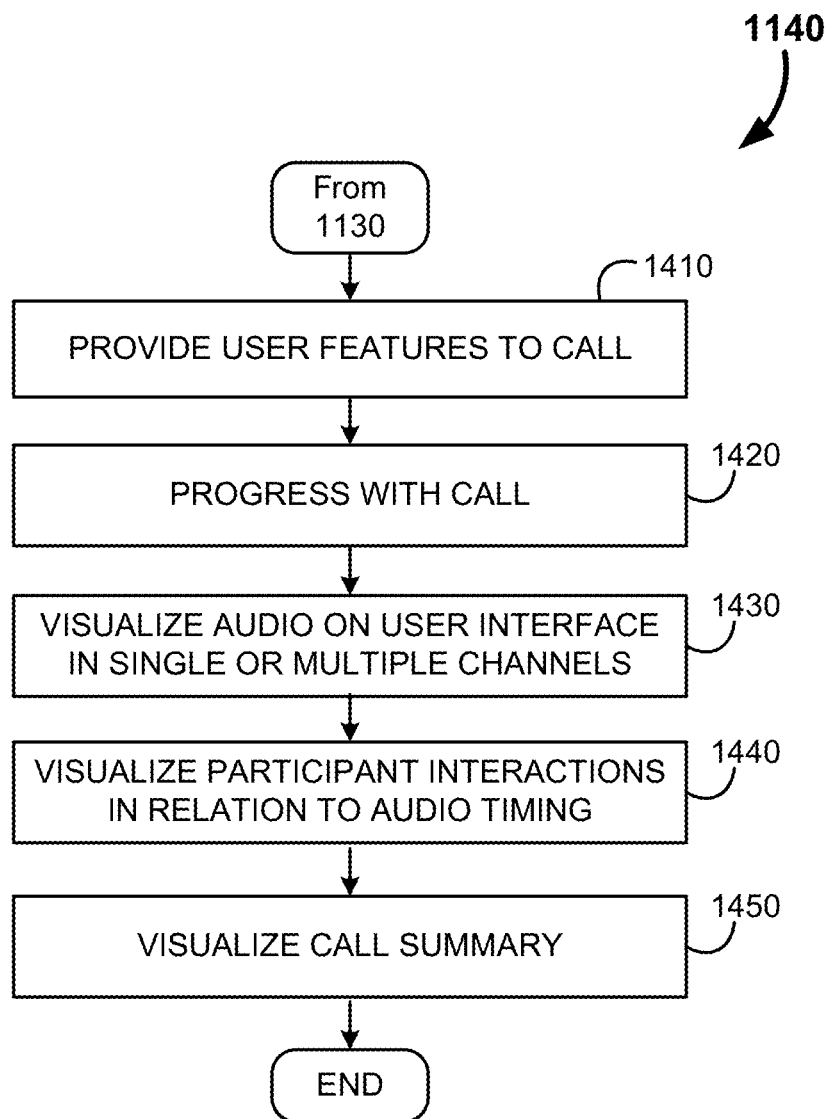 1140
From
1130
1410
PROVIDE USER FEATURES TO CALL
1420
PROGRESS WITH CALL
1430
VISUALIZE AUDIO ON USER INTERFACE
IN SINGLE OR MULTIPLE CHANNELS
1440
VISUALIZE PARTICIPANT INTERACTIONS
IN RELATION TO AUDIO TIMING
1450
VISUALIZE CALL SUMMARY
END